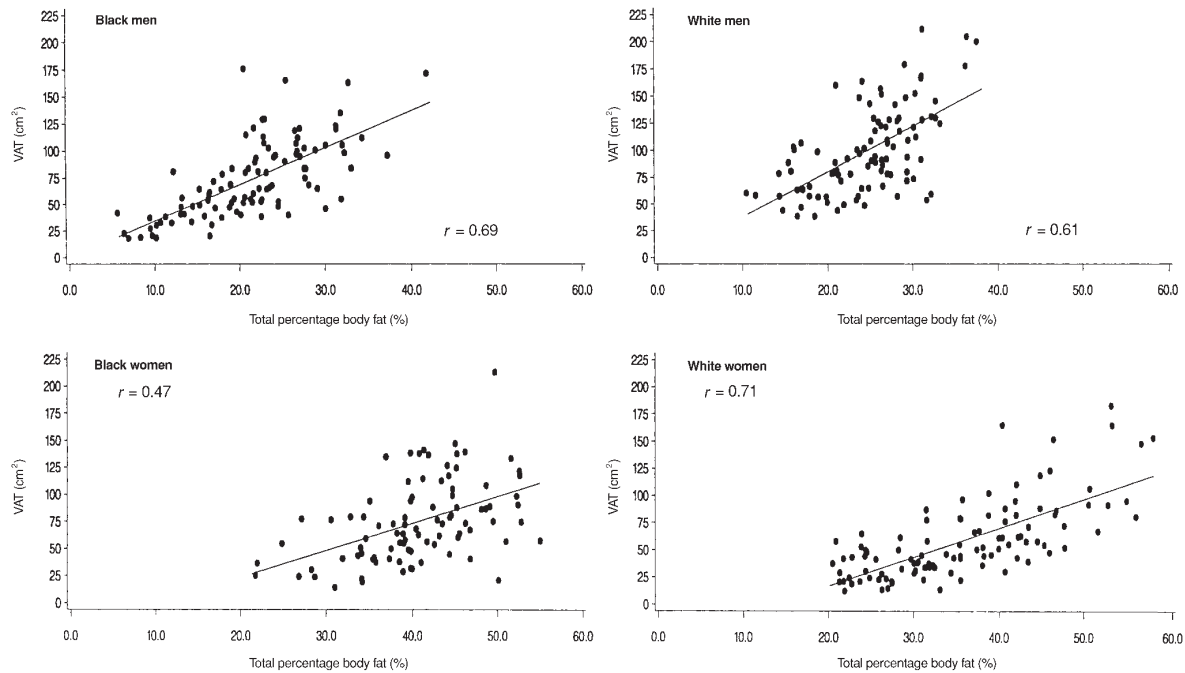 Black men
225
200
175
150
125
100
75
50
25
0
VAT (cm²)
r = 0.69
0.0 10.0 20.0 30.0 40.0 50.0 60.0
Total percentage body fat (%)
White men
225
200
175
150
125
100
75
50
25
0
VAT (cm²)
r = 0.61
0.0 10.0 20.0 30.0 40.0 50.0 60.0
Total percentage body fat (%)
Black women
r = 0.47
225
200
175
150
125
100
75
50
25
0
VAT (cm²)
0.0 10.0 20.0 30.0 40.0 50.0 60.0
Total percentage body fat (%)
White women
r = 0.71
225
200
175
150
125
100
75
50
25
0
VAT (cm²)
0.0 10.0 20.0 30.0 40.0 50.0 60.0
Total percentage body fat (%)